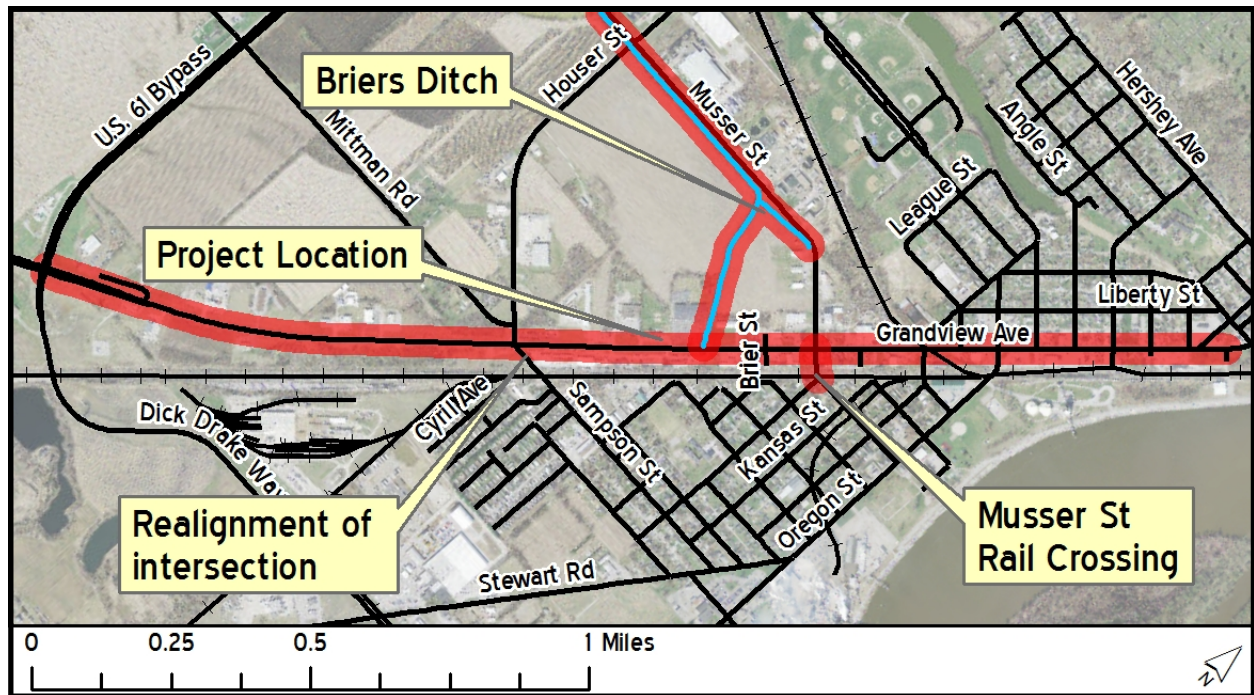 U.S. 61 Bypass
Mittman Rd
Houser St
Briers Ditch
Musser St
Hershey Ave
Angle St
League St
Project Location
Liberty St
Grandview Ave
Brier St
Dick Drake Way
Cyrill Ave
Sampson St
Kansas St
Oregon St
Realignment of
intersection
Musser St
Rail Crossing
Stewart Rd
0 0.25 0.5 1 Miles
N